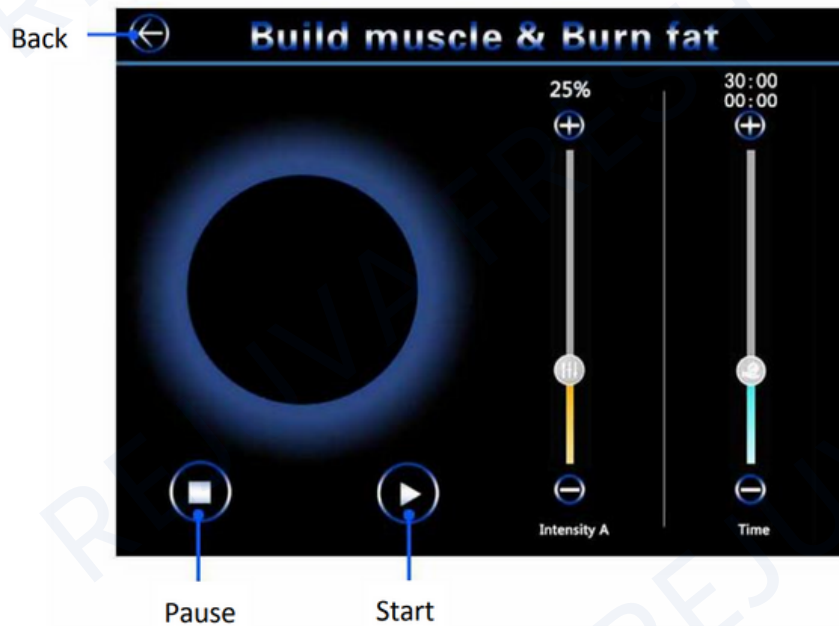 Back
Build muscle & Burn fat
25%
30:00
00:00
Intensity A
Time
Pause
Start